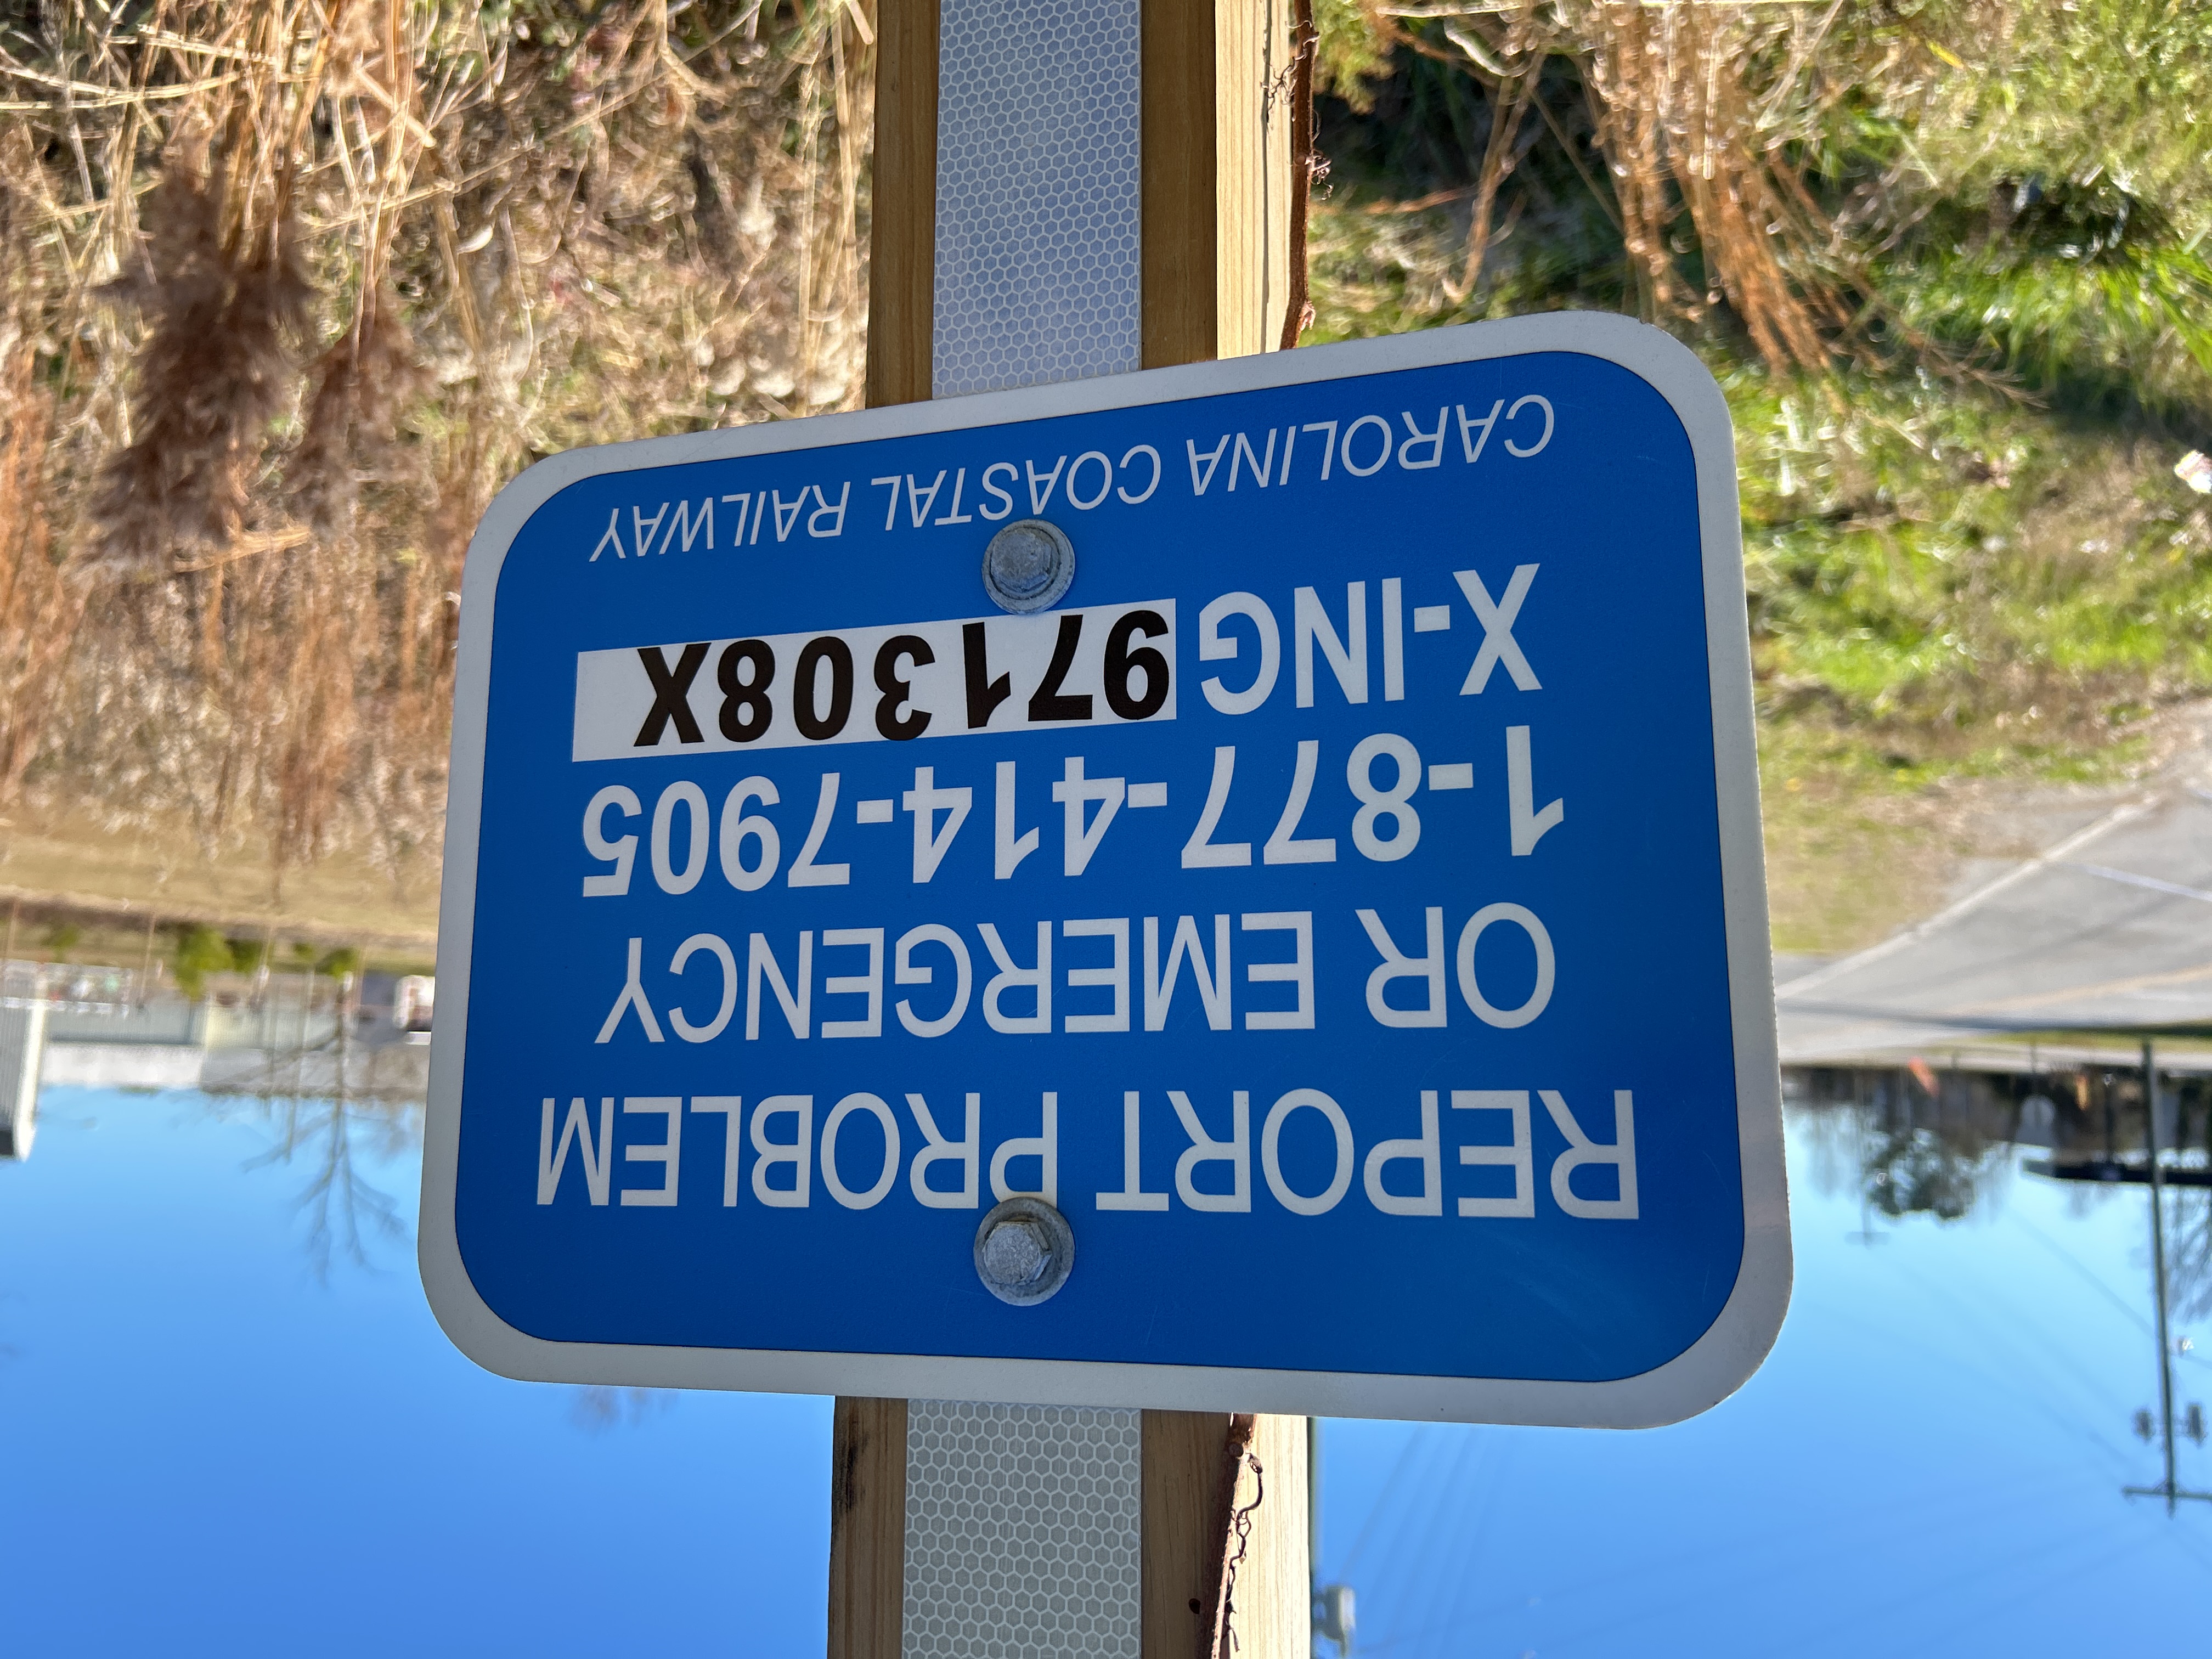 REPORT PROBLEM
OR EMERGENCY
1-877-414-7905
X-ING 971308X
CAROLINA COASTAL RAILWAY